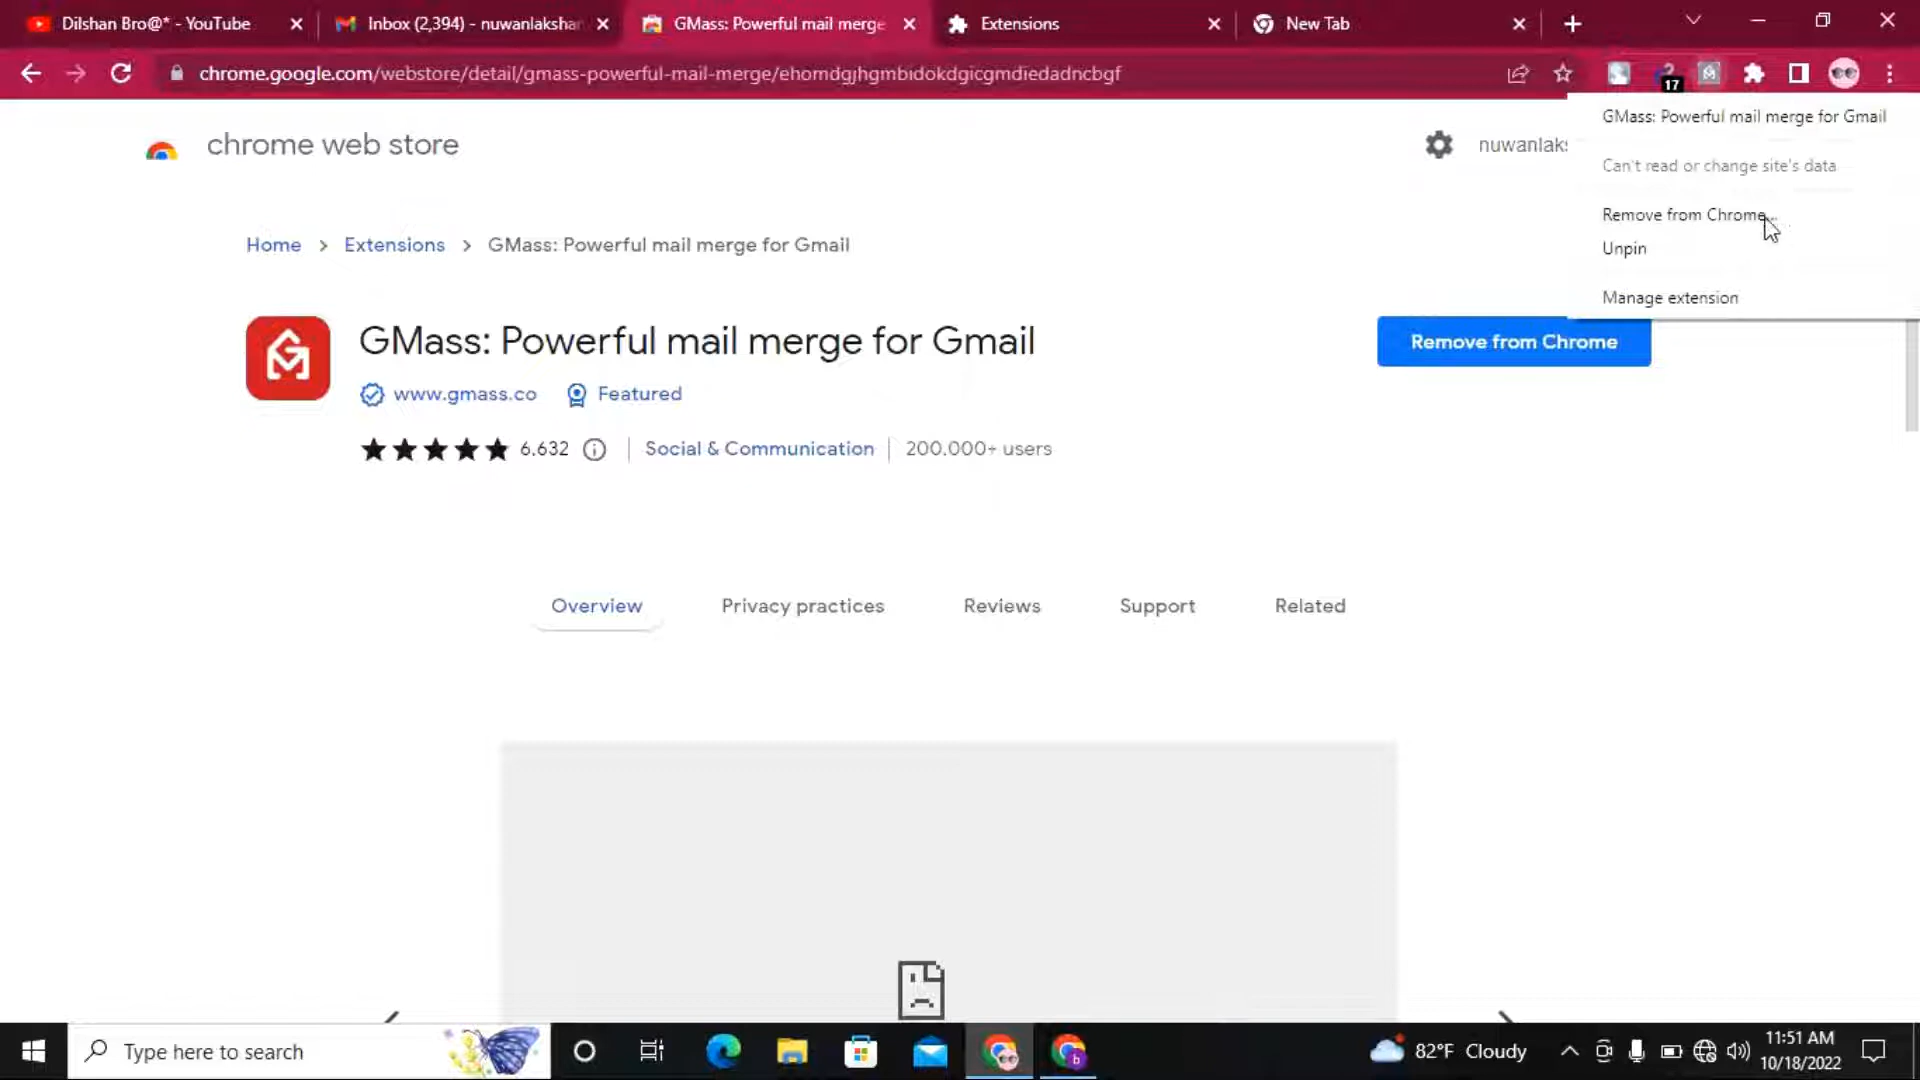 Dilshan Bro@* - YouTube
Inbox (2,394) - nuwanlakshan
GMass: Powerful mail merge
Extensions
New Tab
chrome.google.com/webstore/detail/gmass-powerful-mail-merge/ehomdgjhgmbidokdgicgmdiedadncbgf
17
GMass: Powerful mail merge for Gmail
chrome web store
nuwanlaks
Can't read or change site's data
Remove from Chrome...
Unpin
Manage extension
Home > Extensions > GMass: Powerful mail merge for Gmail
GMass: Powerful mail merge for Gmail
Remove from Chrome
www.gmass.co
Featured
6,632
Social & Communication
200,000+ users
Overview
Privacy practices
Reviews
Support
Related
Type here to search
b
82°F Cloudy
11:51 AM
10/18/2022